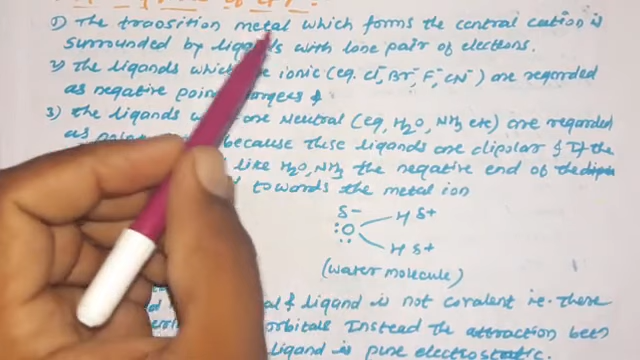 1) The transition metal which forms the central cation is
surrounded by ligands with lone pair of electrons.
2) The ligands which are ionic (eg. Cl⁻, Br⁻, F⁻, CN⁻) are regarded
as negative point charges &
3) The ligands are Neutral (eg, H₂O, NH₃ etc) are regarded
as because these ligands are dipolar & If the
like H₂O, NH₃ the negative end of the
towards the metal ion
δ⁻ H δ⁺
:O
H δ⁺
(water molecule)
& ligand is not covalent ie. there
orbitals Instead the attraction
ligand is pure electrostatic.